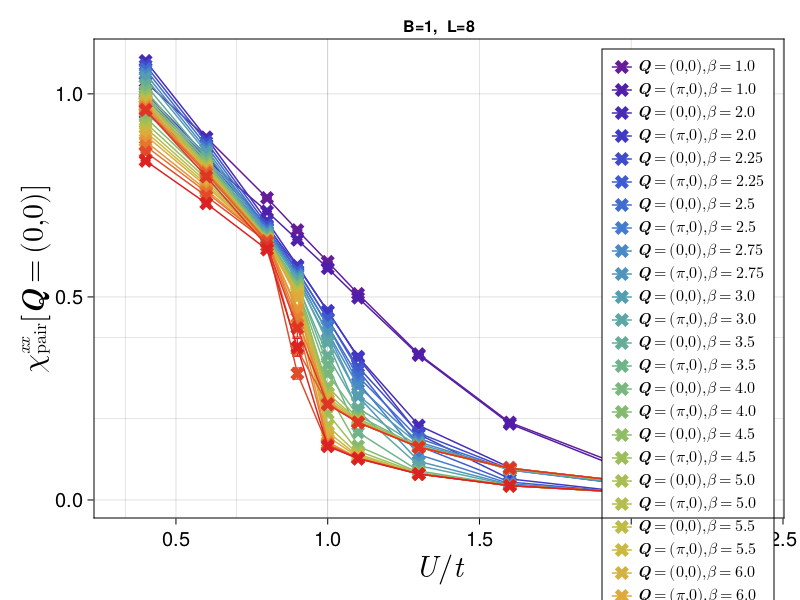 B=1, L=8
χ^{xx}_{pair}[Q = (0,0)]
1.0
0.5
0.0
0.5
1.0
1.5
2.5
U/t
Q = (0,0), β = 1.0
Q = (π,0), β = 1.0
Q = (0,0), β = 2.0
Q = (π,0), β = 2.0
Q = (0,0), β = 2.25
Q = (π,0), β = 2.25
Q = (0,0), β = 2.5
Q = (π,0), β = 2.5
Q = (0,0), β = 2.75
Q = (π,0), β = 2.75
Q = (0,0), β = 3.0
Q = (π,0), β = 3.0
Q = (0,0), β = 3.5
Q = (π,0), β = 3.5
Q = (0,0), β = 4.0
Q = (π,0), β = 4.0
Q = (0,0), β = 4.5
Q = (π,0), β = 4.5
Q = (0,0), β = 5.0
Q = (π,0), β = 5.0
Q = (0,0), β = 5.5
Q = (π,0), β = 5.5
Q = (0,0), β = 6.0
Q = (π,0), β = 6.0